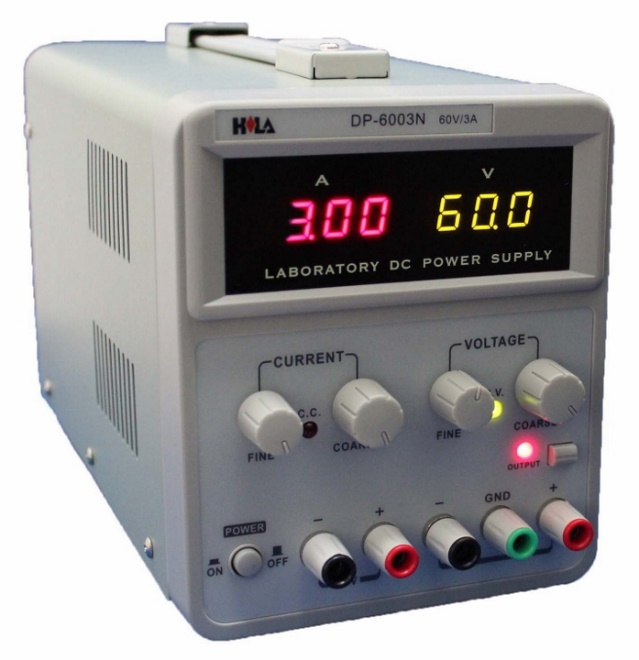 HILA DP-6003N 60V/3A
A V
3.00 60.0
LABORATORY DC POWER SUPPLY
CURRENT VOLTAGE
C.C. .V.
FINE FINE COARSE
OUTPUT
POWER
ON OFF
− + − GND +
V